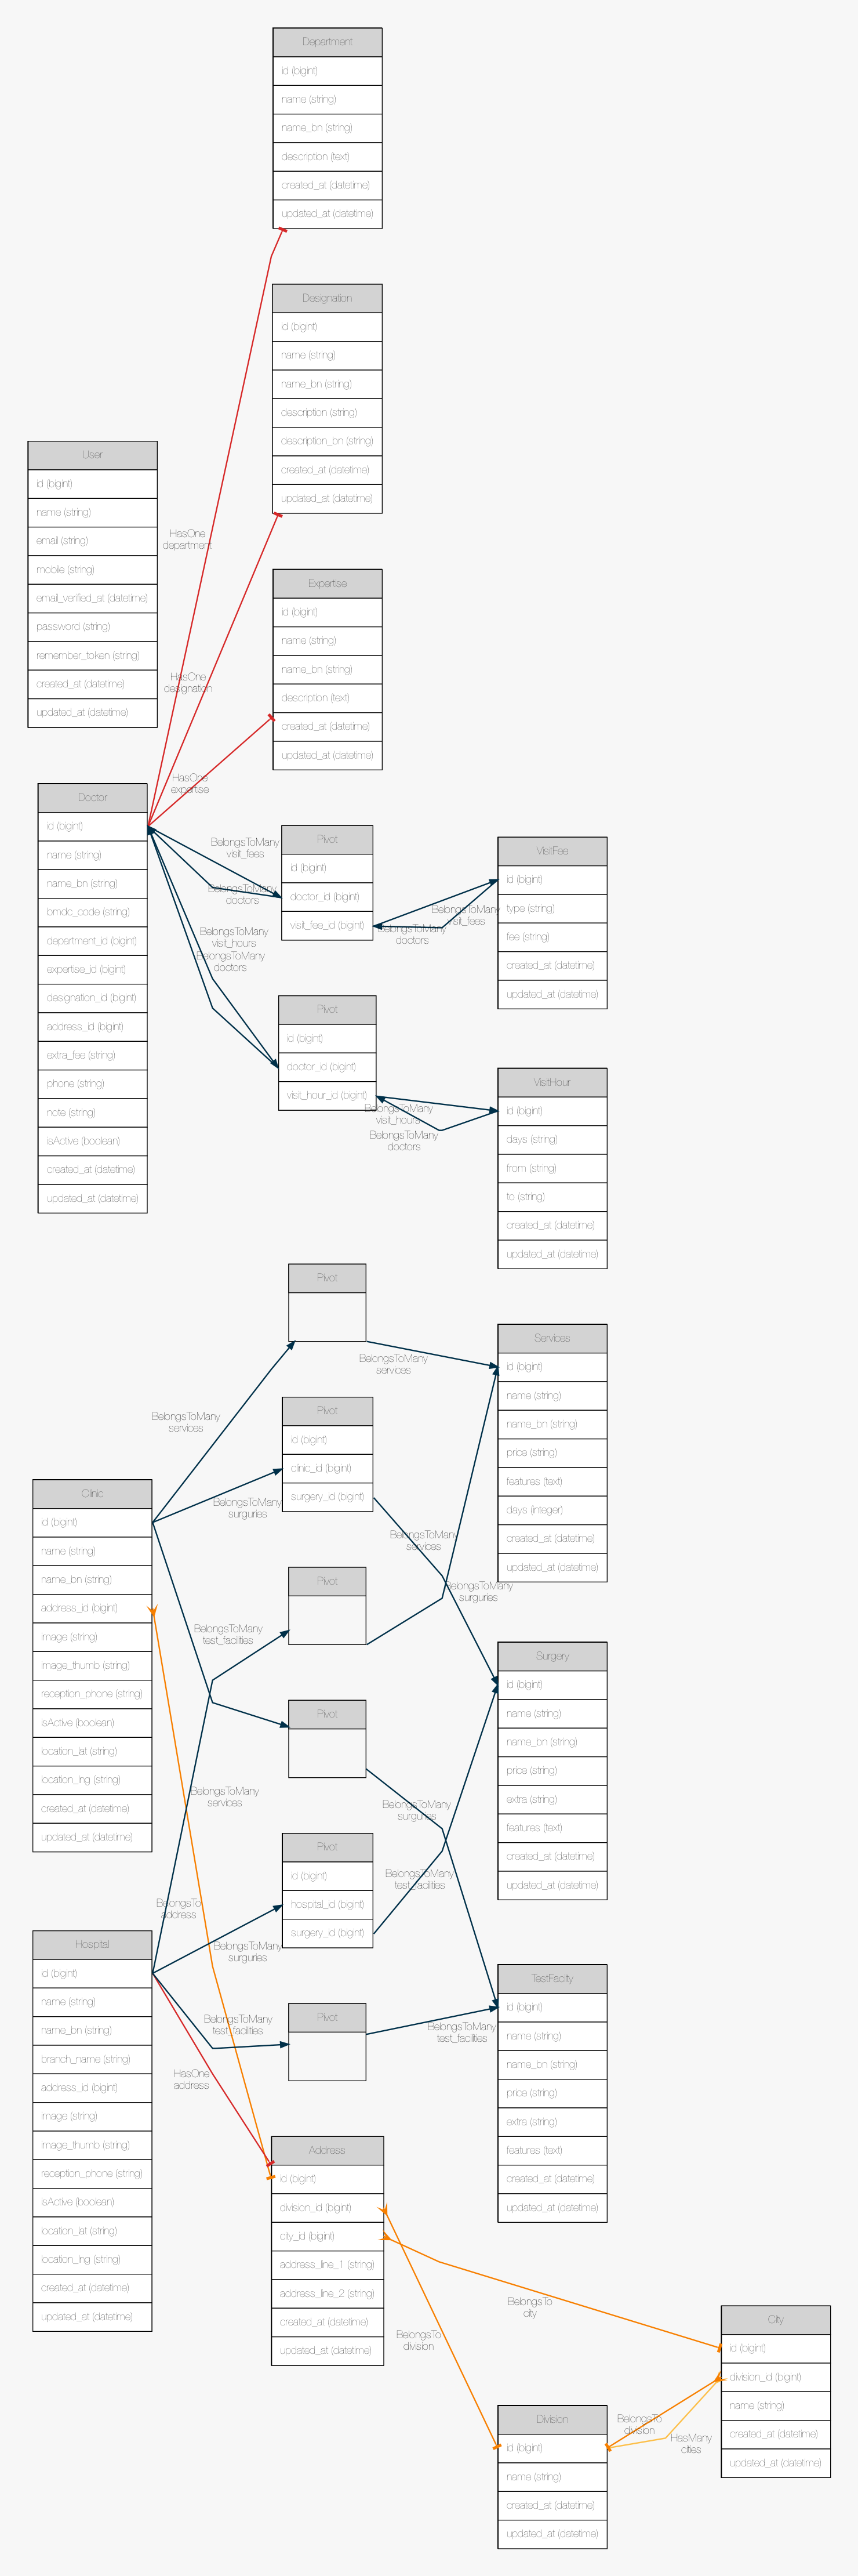 Department
id (bigint)
name (string)
name_bn (string)
description (text)
created_at (datetime)
updated_at (datetime)
Designation
id (bigint)
name (string)
name_bn (string)
description (string)
description_bn (string)
created_at (datetime)
updated_at (datetime)
User
id (bigint)
name (string)
email (string)
mobile (string)
email_verified_at (datetime)
password (string)
remember_token (string)
created_at (datetime)
updated_at (datetime)
HasOne
department
HasOne
designation
HasOne
expertise
Expertise
id (bigint)
name (string)
name_bn (string)
description (text)
created_at (datetime)
updated_at (datetime)
Doctor
id (bigint)
name (string)
name_bn (string)
bmdc_code (string)
department_id (bigint)
expertise_id (bigint)
designation_id (bigint)
address_id (bigint)
extra_fee (string)
phone (string)
note (string)
isActive (boolean)
created_at (datetime)
updated_at (datetime)
BelongsToMany
visit_fees
BelongsToMany
doctors
BelongsToMany
visit_hours
BelongsToMany
doctors
Pivot
id (bigint)
doctor_id (bigint)
visit_fee_id (bigint)
BelongsToMany
visit_fees
BelongsToMany
doctors
VisitFee
id (bigint)
type (string)
fee (string)
created_at (datetime)
updated_at (datetime)
Pivot
id (bigint)
doctor_id (bigint)
visit_hour_id (bigint)
BelongsToMany
visit_hours
BelongsToMany
doctors
VisitHour
id (bigint)
days (string)
from (string)
to (string)
created_at (datetime)
updated_at (datetime)
Pivot
BelongsToMany
services
BelongsToMany
services
Services
id (bigint)
name (string)
name_bn (string)
price (string)
features (text)
days (integer)
created_at (datetime)
updated_at (datetime)
Pivot
id (bigint)
clinic_id (bigint)
surgery_id (bigint)
BelongsToMany
surguries
BelongsToMany
services
BelongsToMany
surguries
Clinic
id (bigint)
name (string)
name_bn (string)
address_id (bigint)
image (string)
image_thumb (string)
reception_phone (string)
isActive (boolean)
location_lat (string)
location_lng (string)
created_at (datetime)
updated_at (datetime)
Pivot
BelongsToMany
test_facilities
Surgery
id (bigint)
name (string)
name_bn (string)
price (string)
extra (string)
features (text)
created_at (datetime)
updated_at (datetime)
Pivot
BelongsToMany
services
BelongsToMany
surguries
BelongsToMany
test_facilities
Pivot
id (bigint)
hospital_id (bigint)
surgery_id (bigint)
BelongsTo
address
BelongsToMany
surguries
Hospital
id (bigint)
name (string)
name_bn (string)
branch_name (string)
address_id (bigint)
image (string)
image_thumb (string)
reception_phone (string)
isActive (boolean)
location_lat (string)
location_lng (string)
created_at (datetime)
updated_at (datetime)
TestFacility
id (bigint)
name (string)
name_bn (string)
price (string)
extra (string)
features (text)
created_at (datetime)
updated_at (datetime)
Pivot
BelongsToMany
test_facilities
BelongsToMany
test_facilities
HasOne
address
Address
id (bigint)
division_id (bigint)
city_id (bigint)
address_line_1 (string)
address_line_2 (string)
created_at (datetime)
updated_at (datetime)
BelongsTo
city
BelongsTo
division
City
id (bigint)
division_id (bigint)
name (string)
created_at (datetime)
updated_at (datetime)
Division
id (bigint)
name (string)
created_at (datetime)
updated_at (datetime)
BelongsTo
division
HasMany
cities